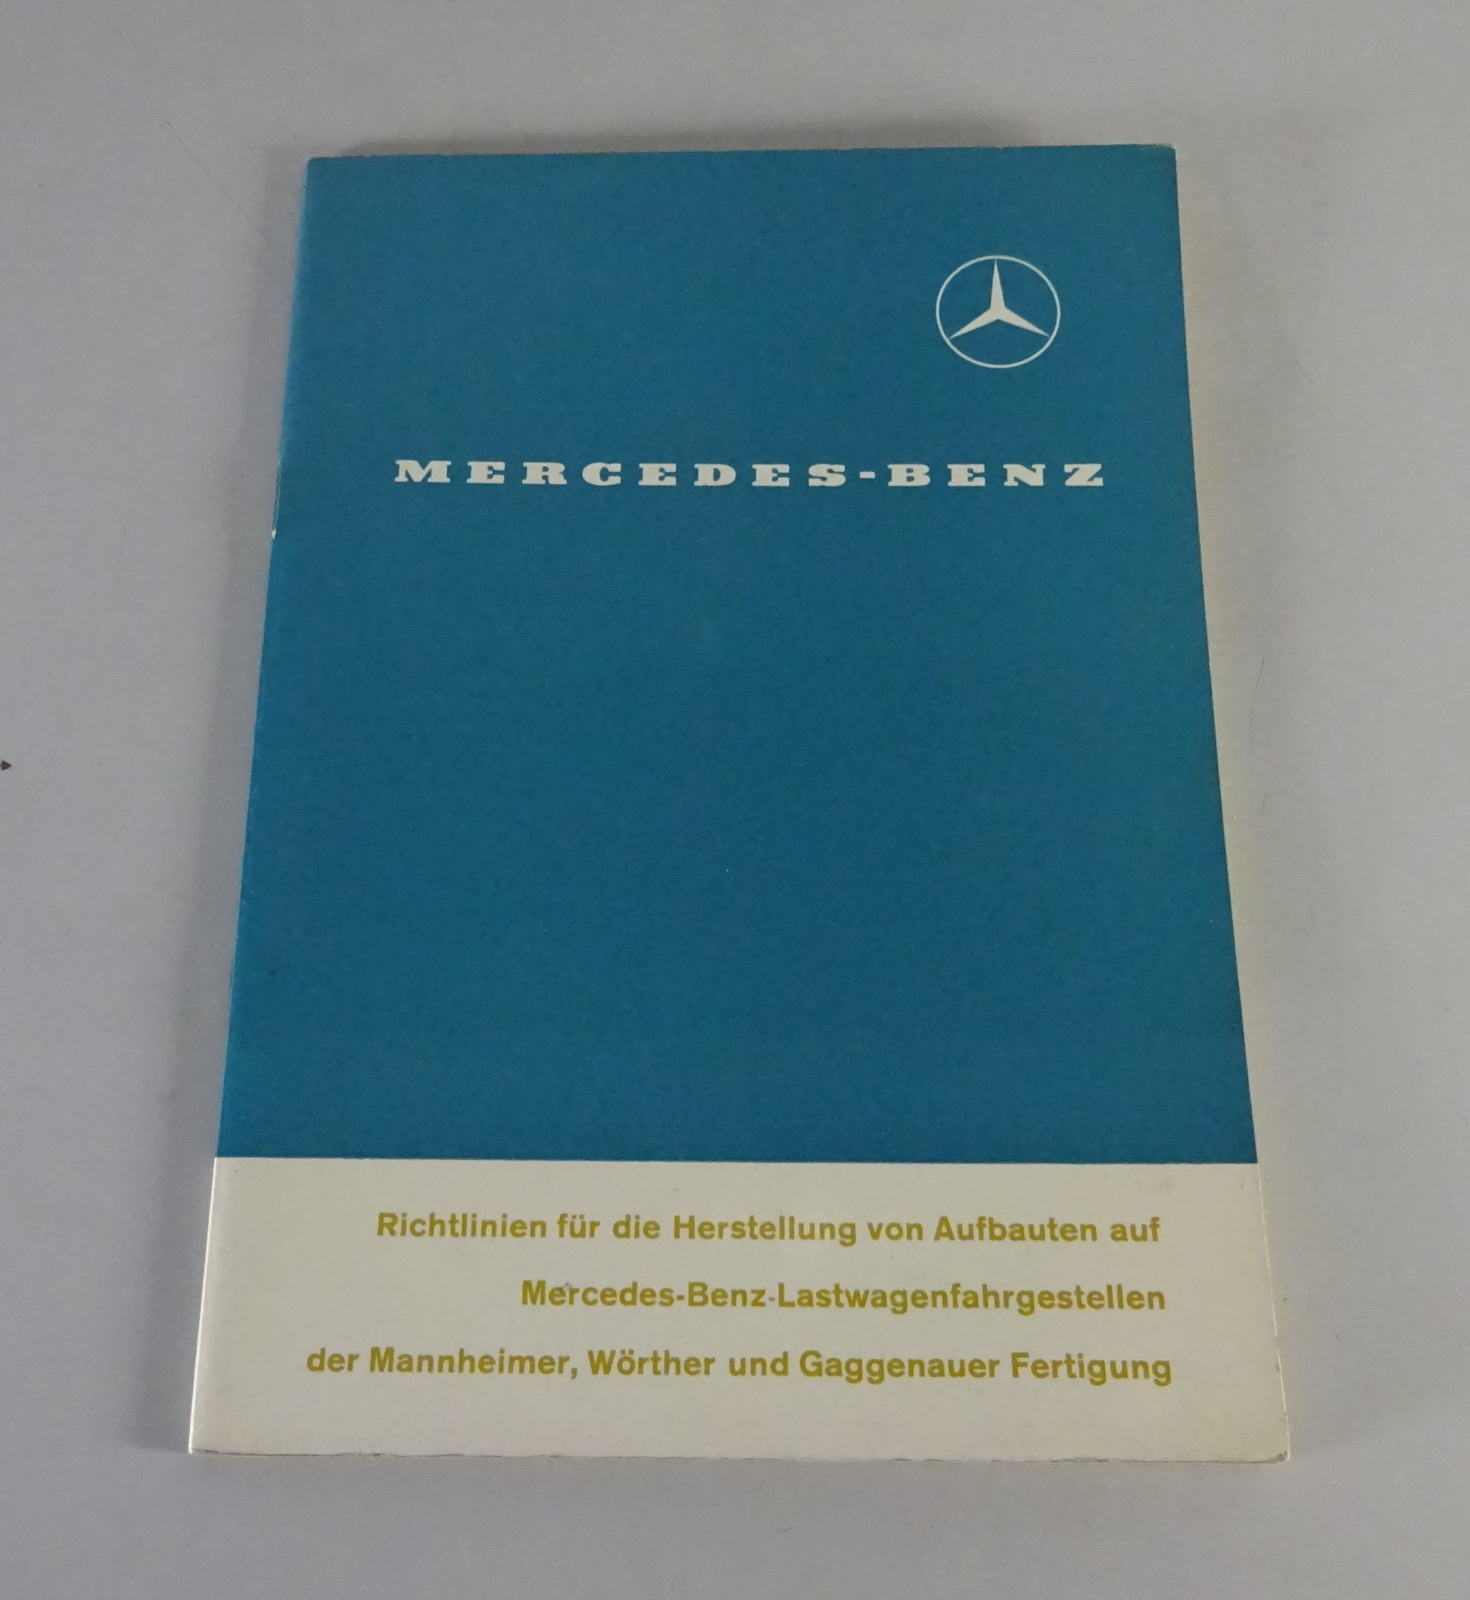 MERCEDES-BENZ
Richtlinien für die Herstellung von Aufbauten auf
Mercedes-Benz-Lastwagenfahrgestellen
der Mannheimer, Wörther und Gaggenauer Fertigung